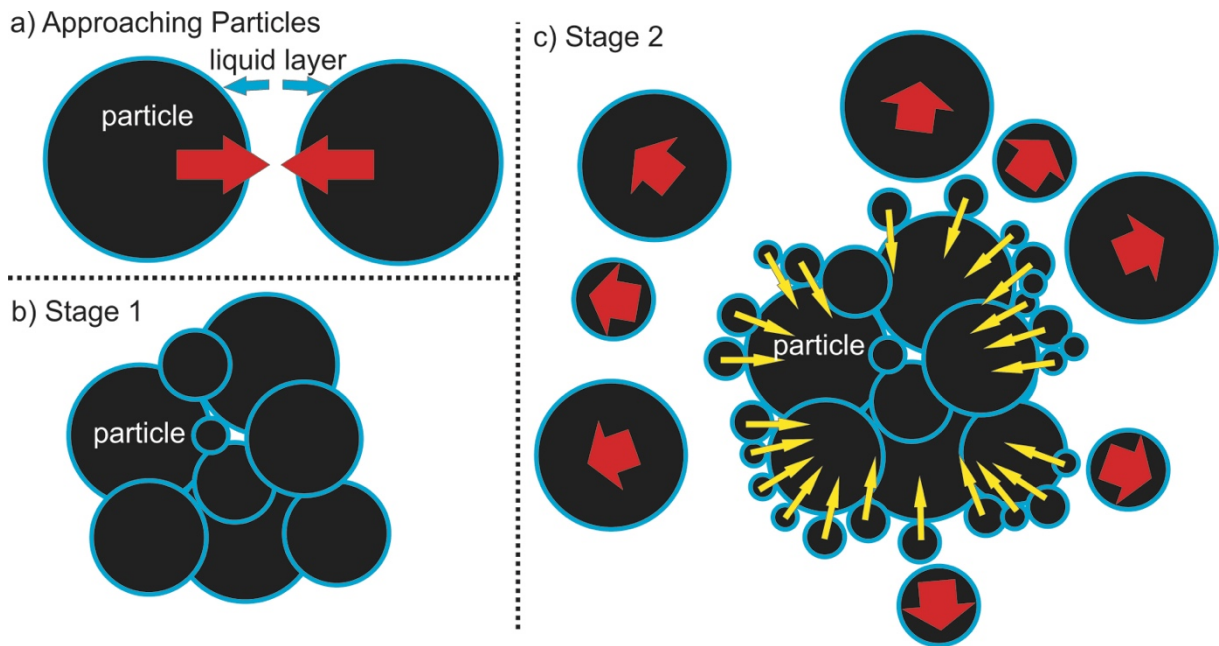 a) Approaching Particles
liquid layer
particle
b) Stage 1
particle
c) Stage 2
particle